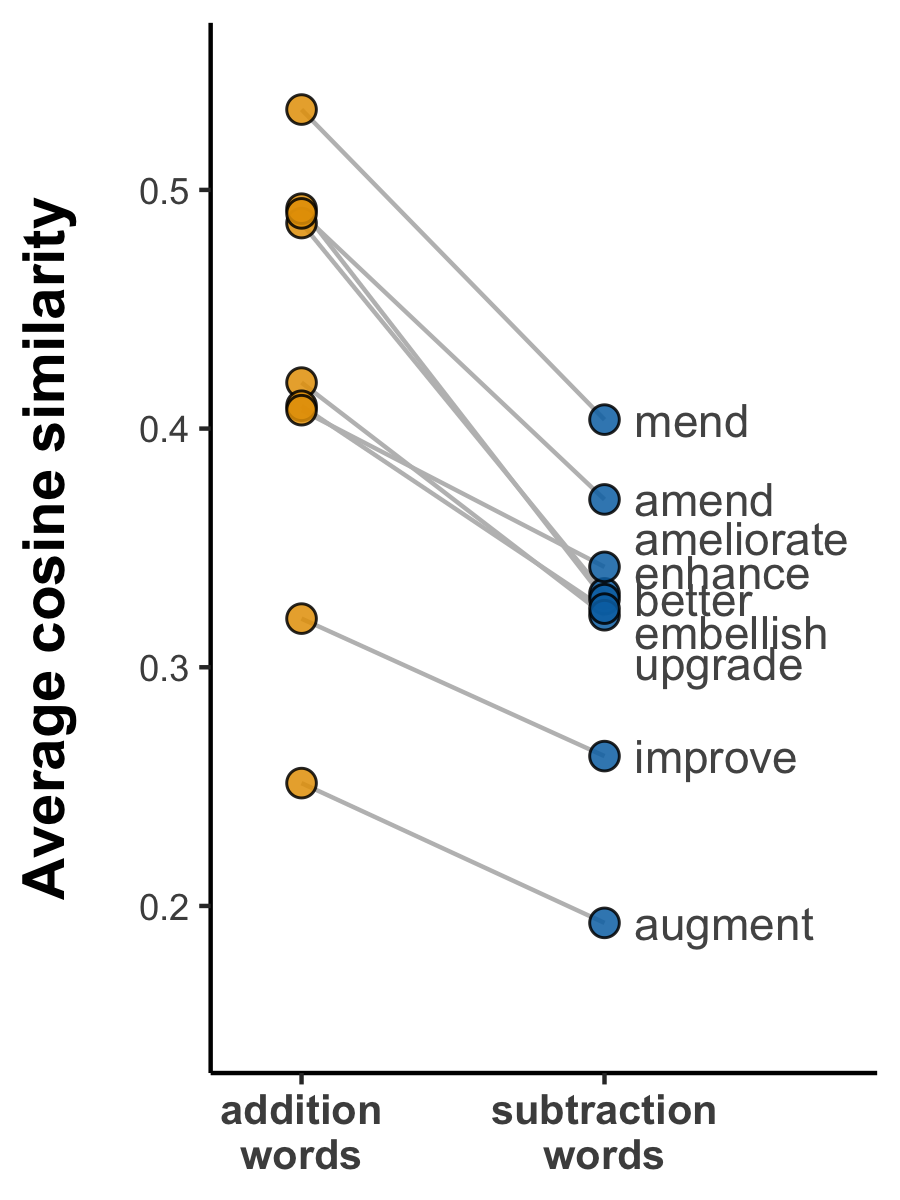 Average cosine similarity
0.5
0.4
0.3
0.2
mend
amend
ameliorate
enhance
better
embellish
upgrade
improve
augment
addition
words
subtraction
words